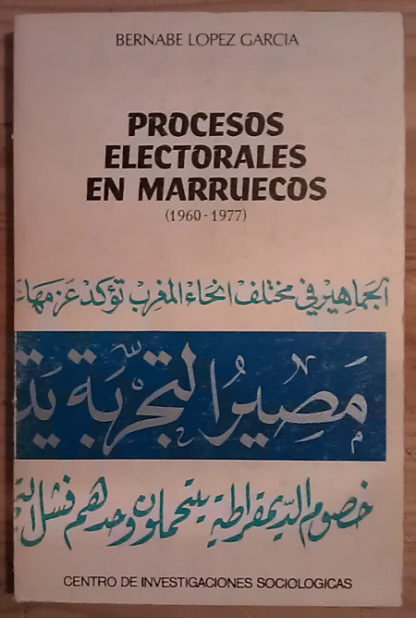 BERNABE LOPEZ GARCIA
PROCESOS
ELECTORALES
EN MARRUECOS
(1960-1977)
الجماهير في مختلف انحاء المغرب تؤكد عزمها
مصير التجربة
خصوم الديمقراطية يتحملون وحدهم فشل
CENTRO DE INVESTIGACIONES SOCIOLOGICAS